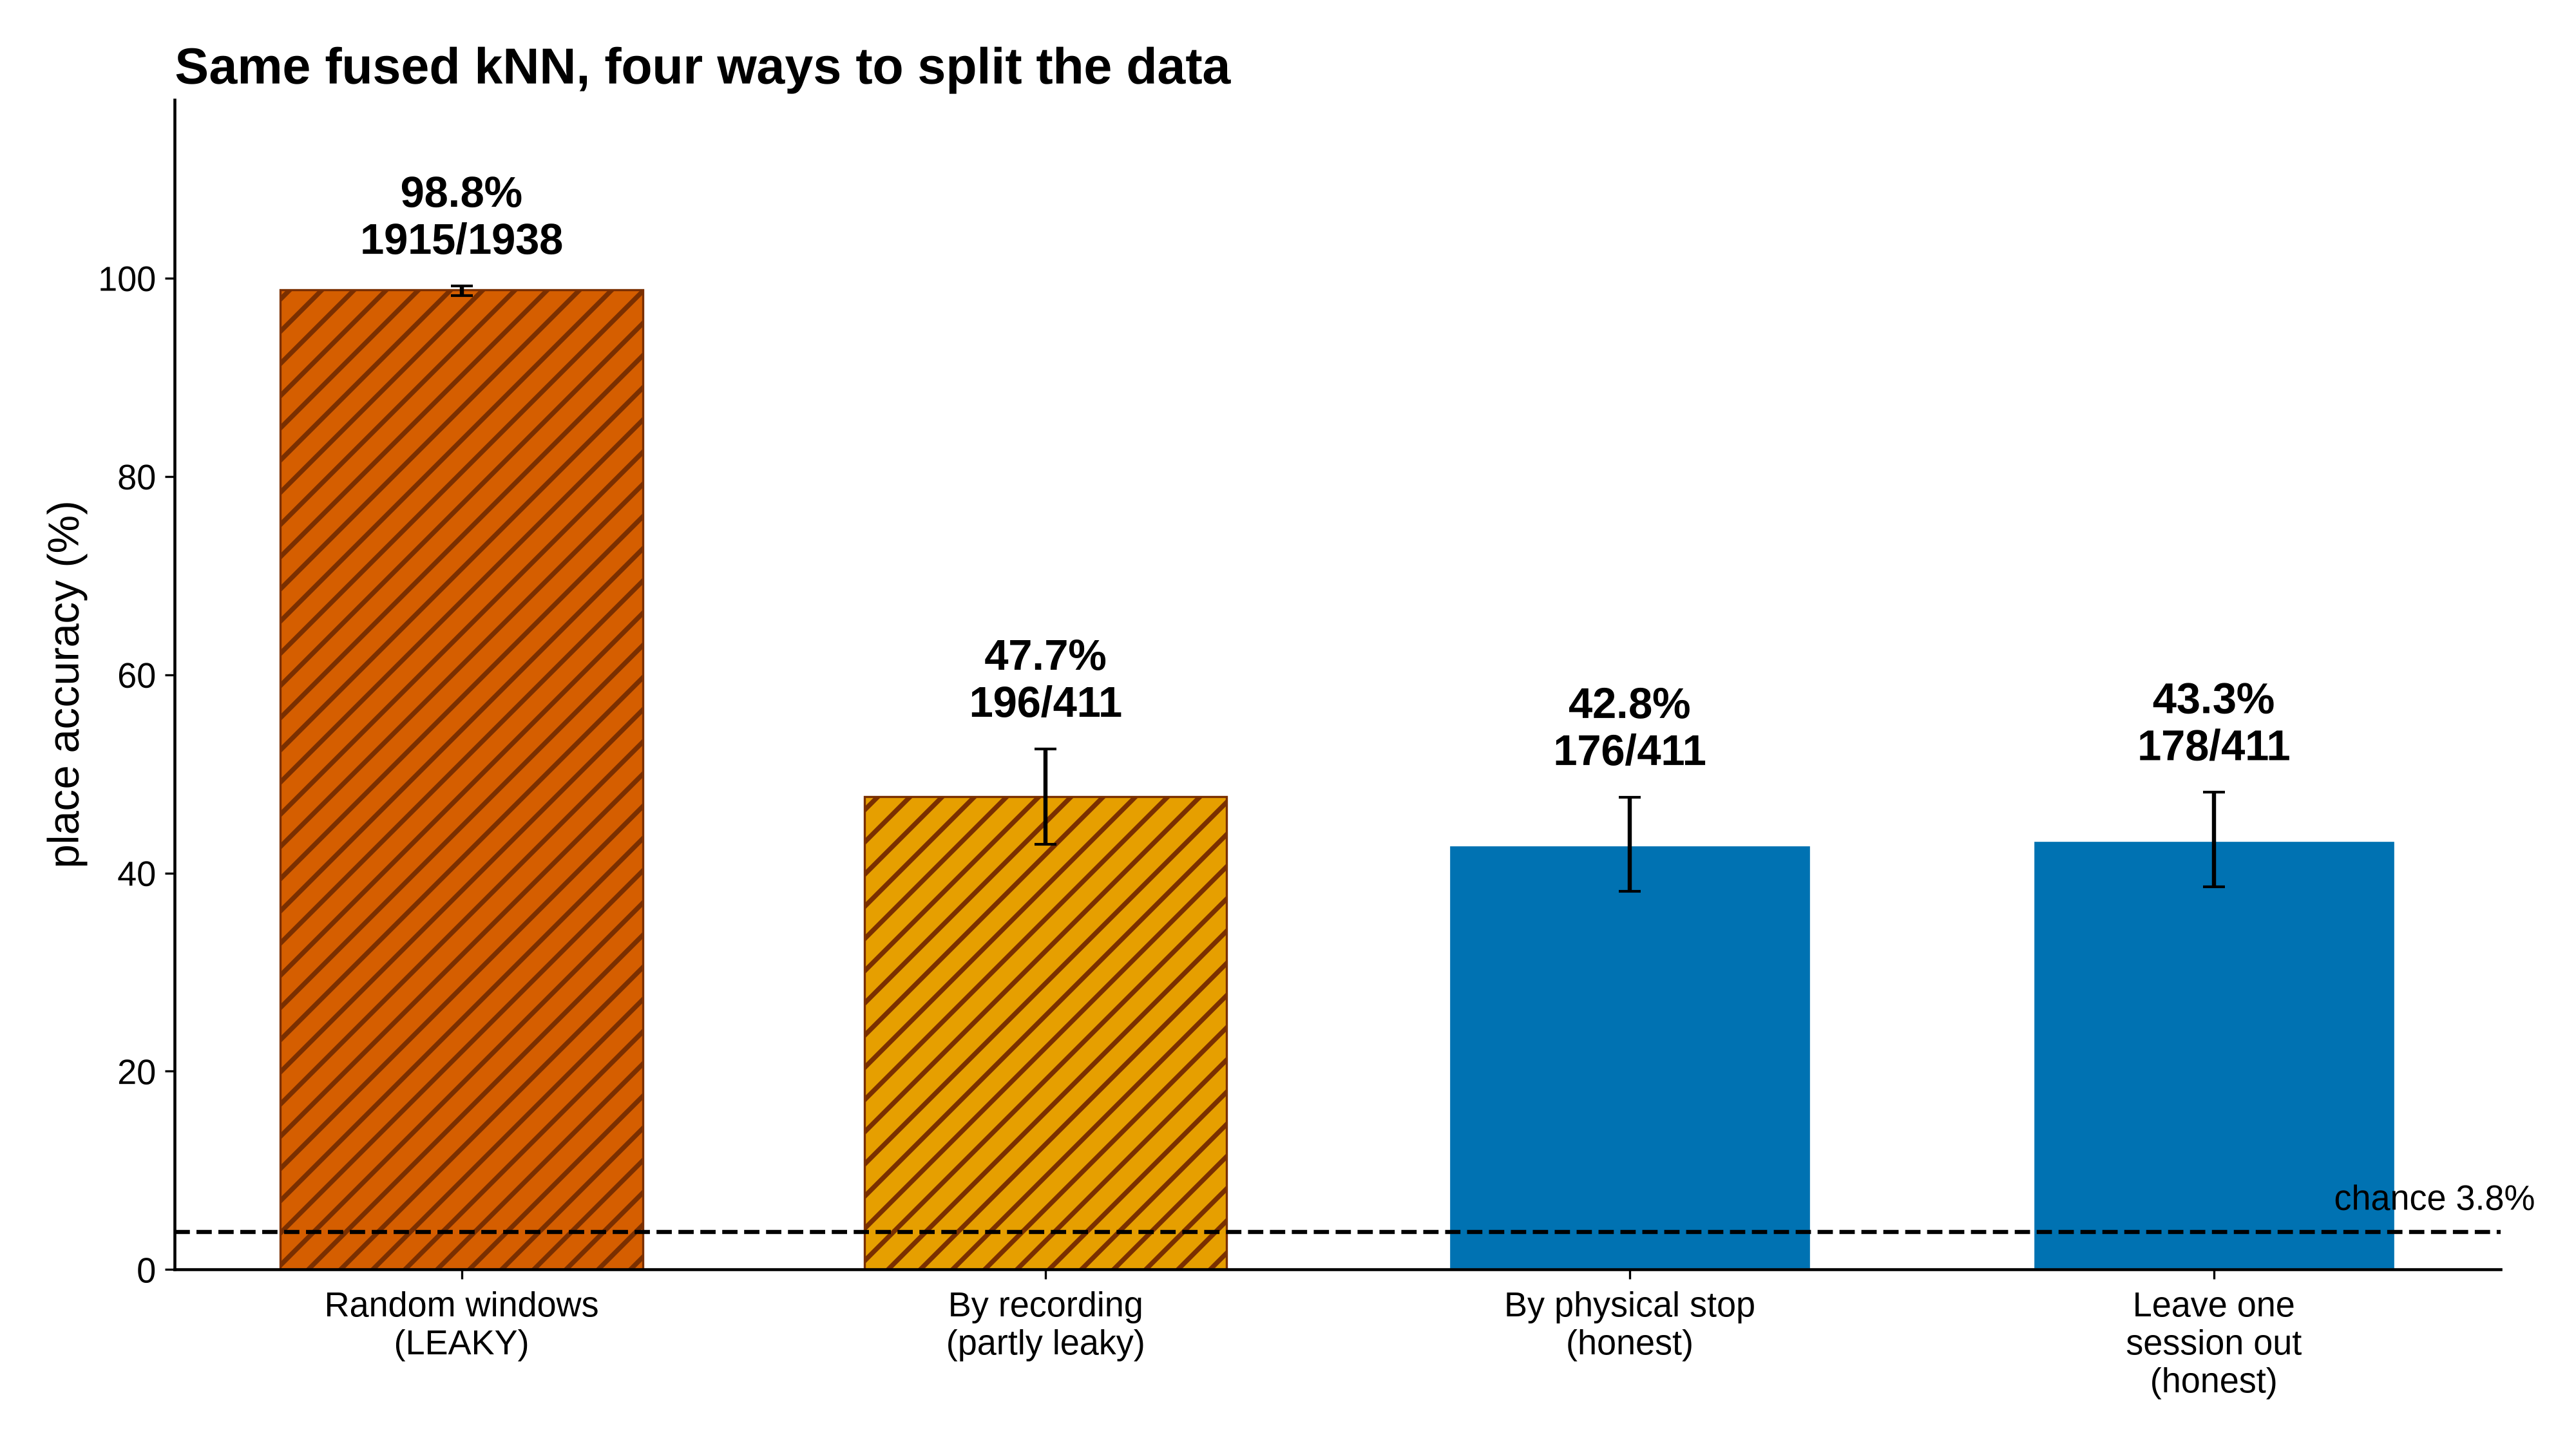 Same fused kNN, four ways to split the data
98.8%
1915/1938
47.7%
196/411
42.8%
176/411
43.3%
178/411
place accuracy (%)
100
80
60
40
20
0
chance 3.8%
Random windows
(LEAKY)
By recording
(partly leaky)
By physical stop
(honest)
Leave one
session out
(honest)